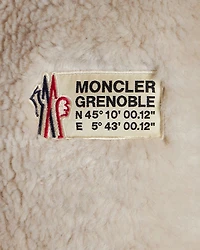 MONCLER
GRENOBLE
N 45° 10' 00.12"
E 5° 43' 00.12"